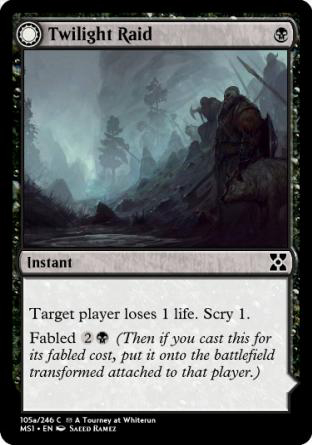 Twilight Raid
Instant
Target player loses 1 life. Scry 1.
Fabled 2 (Then if you cast this for
its fabled cost, put it onto the battlefield
transformed attached to that player.)
105a/246 C A Tourney at Whiterun
MS1 • EN Saeed Ramez